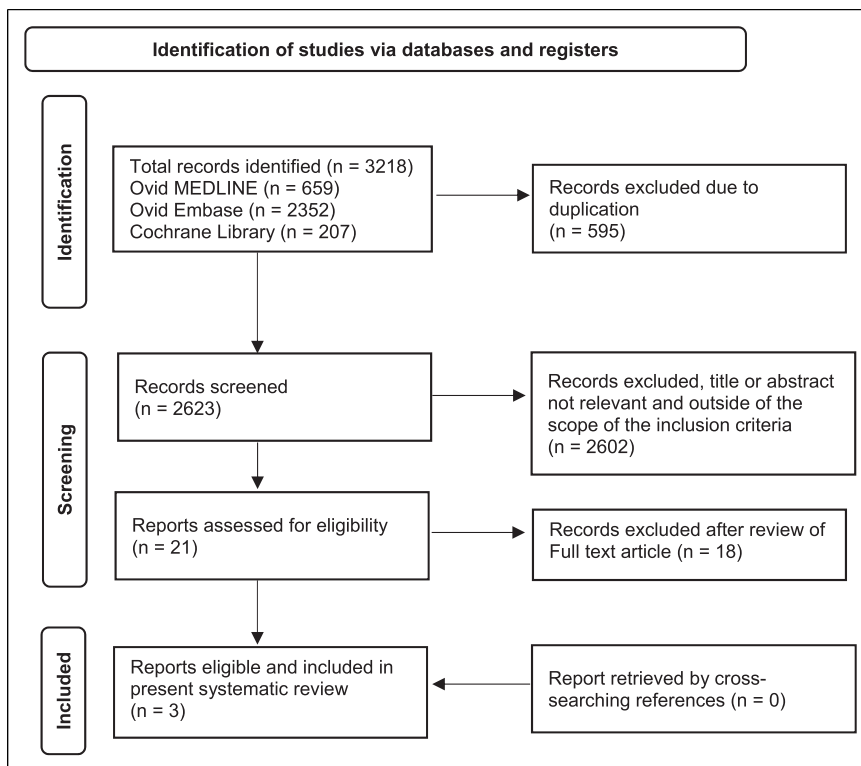 Identification of studies via databases and registers
Identification
Total records identified (n = 3218)
Ovid MEDLINE (n = 659)
Ovid Embase (n = 2352)
Cochrane Library (n = 207)
Records excluded due to
duplication
(n = 595)
Screening
Records screened
(n = 2623)
Records excluded, title or abstract
not relevant and outside of the
scope of the inclusion criteria
(n = 2602)
Reports assessed for eligibility
(n = 21)
Records excluded after review of
Full text article (n = 18)
Included
Reports eligible and included in
present systematic review
(n = 3)
Report retrieved by cross-
searching references (n = 0)